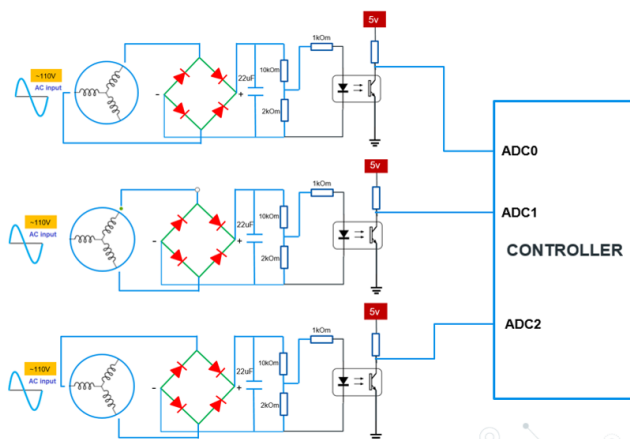 5v
~110V
AC input
1kOm
10kOm
22uF
2kOm
-
+
ADC0
5v
~110V
AC input
1kOm
10kOm
22uF
2kOm
-
+
ADC1
CONTROLLER
5v
~110V
AC input
1kOm
10kOm
22uF
2kOm
-
+
ADC2